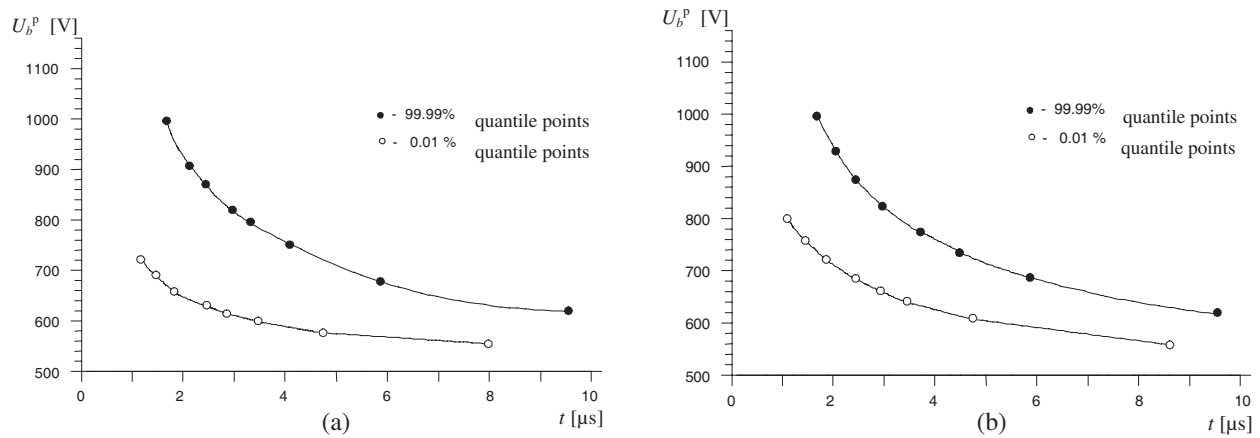 U_b^p [V]
1100
1000
900
800
700
600
500
0 2 4 6 8 10
t [μs]
- 99.99% quantile points
- 0.01 % quantile points
(a)
U_b^p [V]
1100
1000
900
800
700
600
500
0 2 4 6 8 10
t [μs]
- 99.99% quantile points
- 0.01 % quantile points
(b)